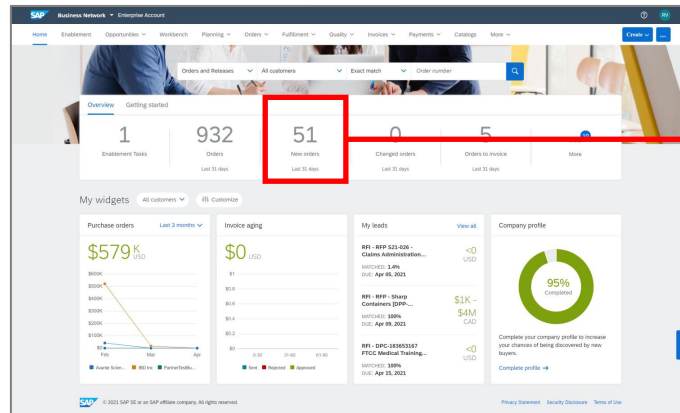 SAP Business Network Enterprise Account RV
Home Enablement Opportunities Workbench Planning Orders Fulfillment Quality Invoices Payments Catalogs More Create ...
Orders and Releases All customers Exact match Order number
Overview Getting started
1 932 51 0 5
Enablement Tasks Orders New orders Changed orders Orders to invoice More
Last 31 days Last 31 days Last 31 days Last 31 days
My widgets All customers Customize
Purchase orders Last 3 months
$579 K USD
$600K
$500K
$400K
$300K
$200K
$100K
$0
Feb Mar Apr
IBD Inc
Invoice aging
$0 USD
$1
$0.8
$0.6
$0.4
$0.2
$0
0-30 31-60 61-90
Sent Rejected Approved
My leads View all
RFI - RFP S21-026 -
Claims Administration...
<0 USD
MATCHED: 1.4%
DUE: Apr 05, 2021
RFI - RFP - Sharp
Containers [DPP-...
$1K - $4M CAD
MATCHED: 100%
DUE: Apr 09, 2021
RFI - DPC-183653167
FTCC Medical Training...
<0 USD
MATCHED: 100%
DUE: Apr 15, 2021
Company profile
95%
Completed
Complete your company profile to increase
your chances of being discovered by new
buyers.
Complete profile →
SAP © 2021 SAP SE or an SAP affiliate company. All rights reserved. Privacy Statement Security Disclosure Terms of Use